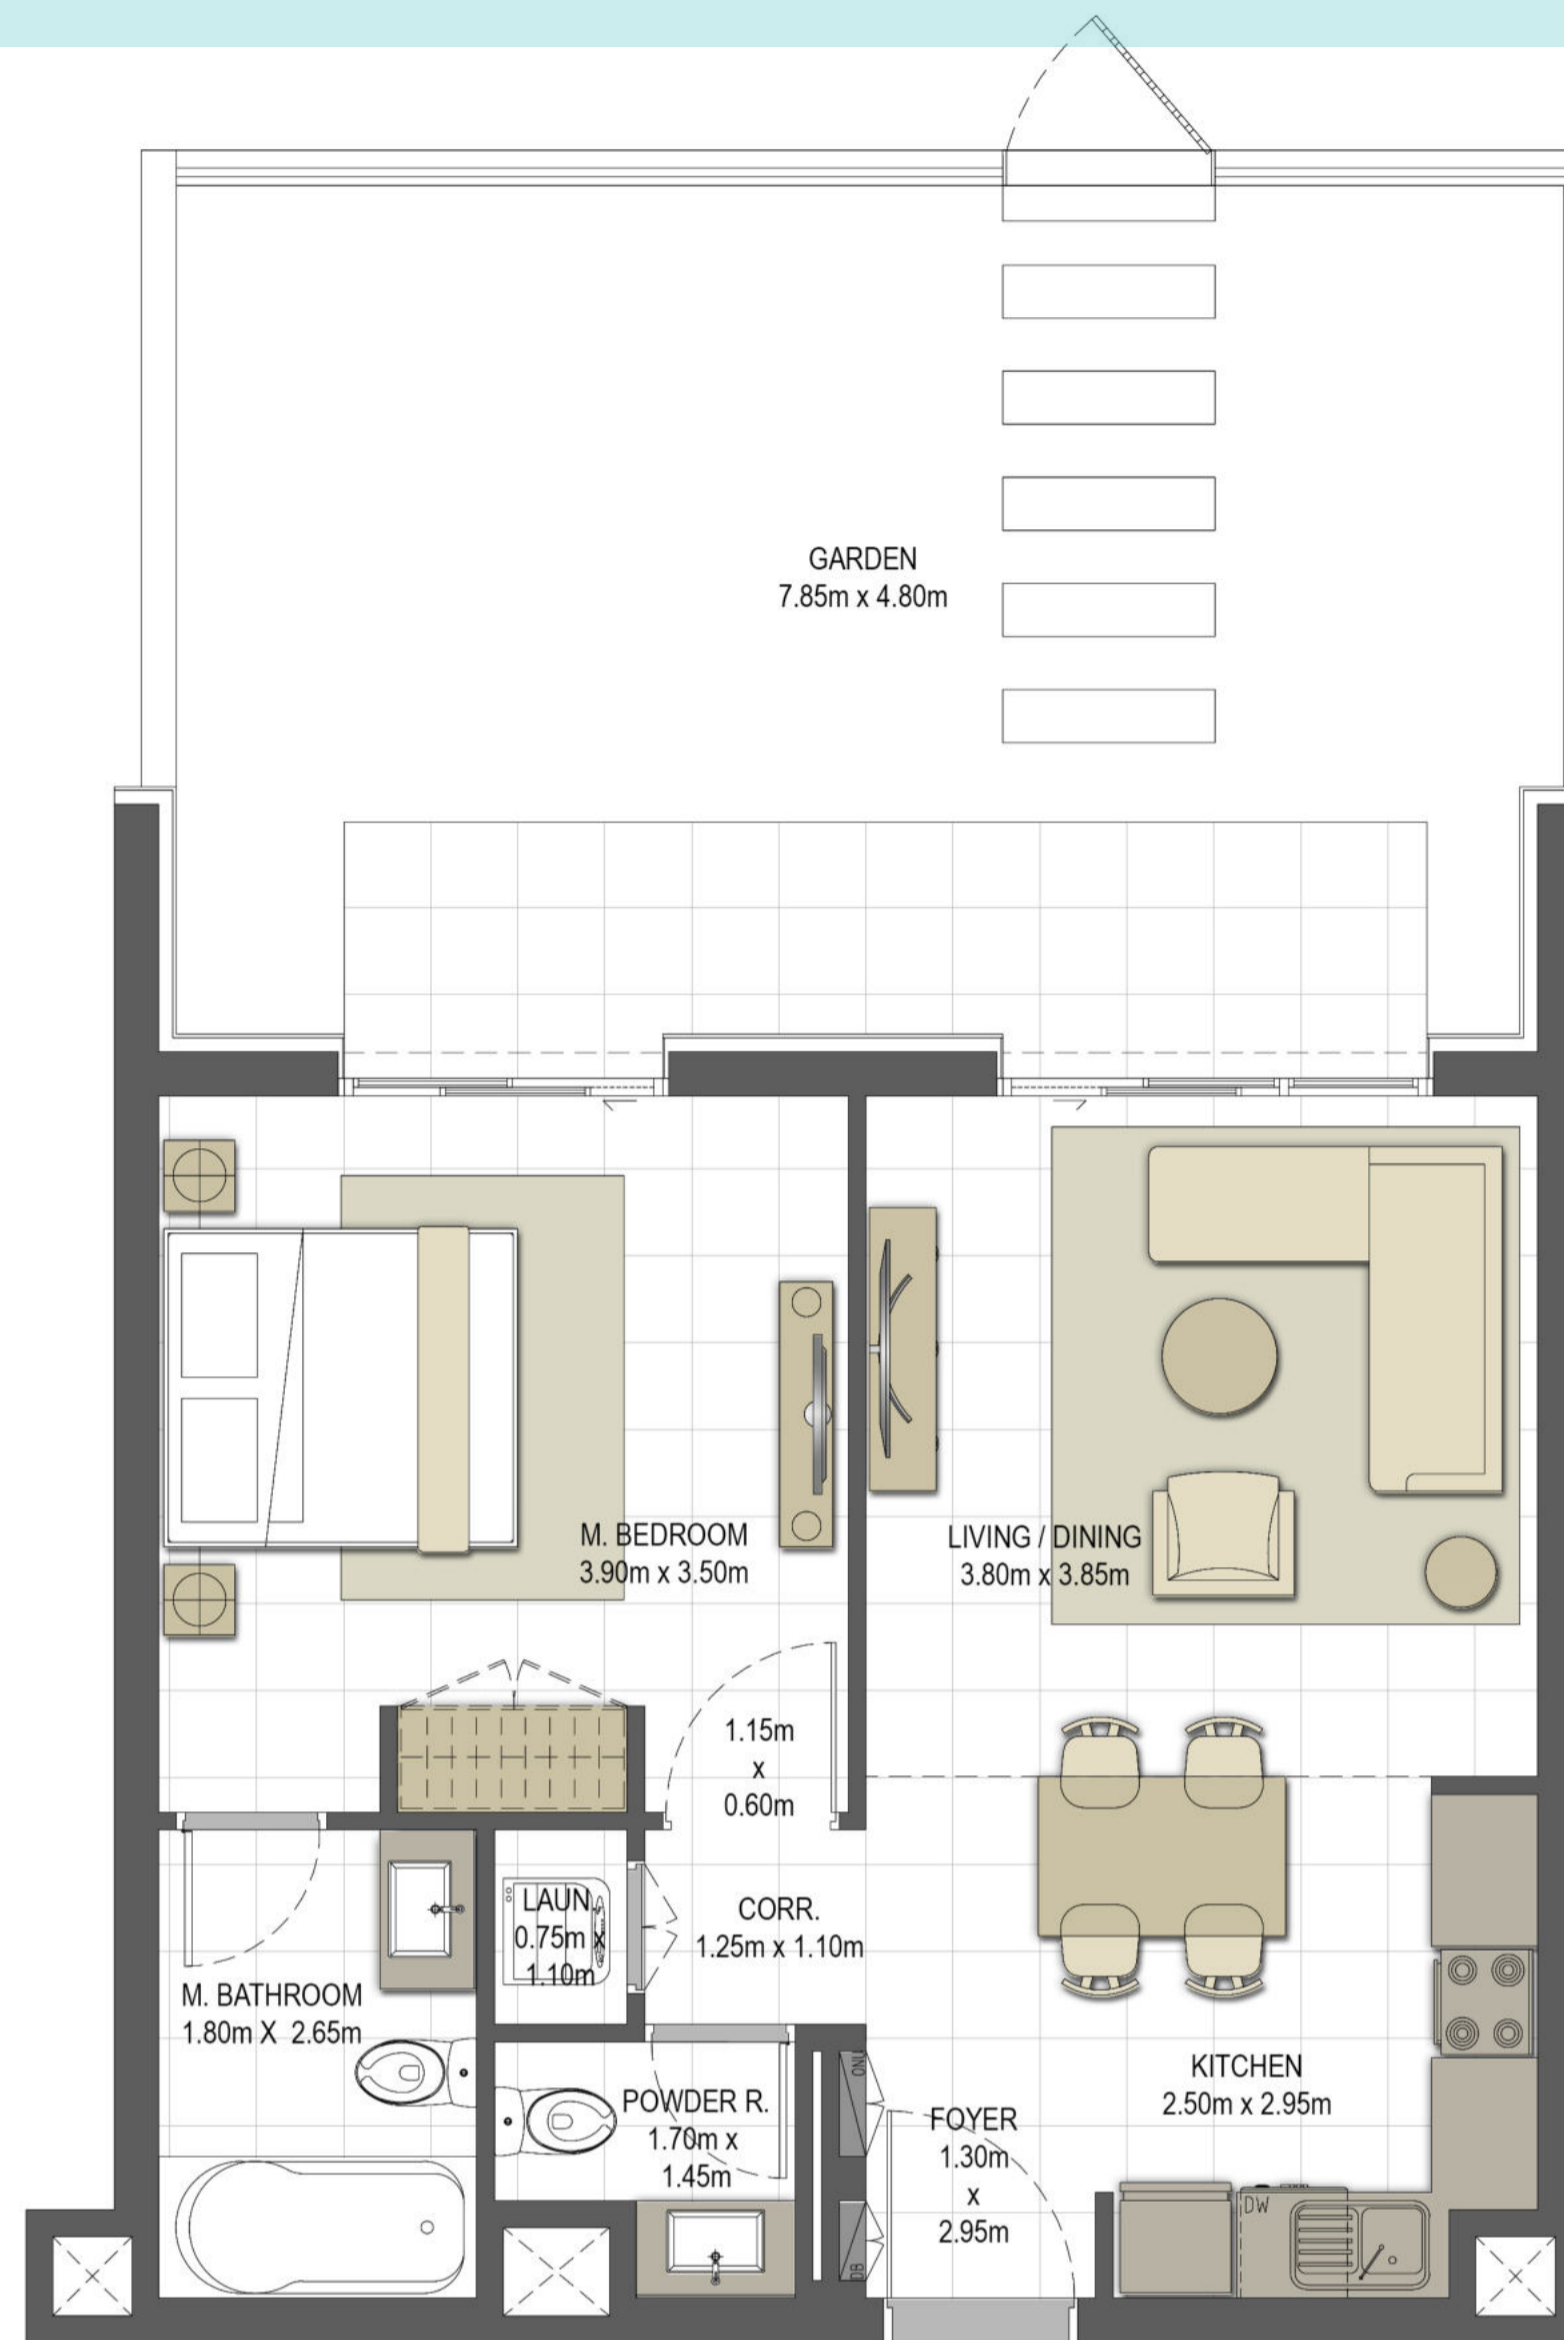 GARDEN
7.85m x 4.80m
M. BEDROOM
3.90m x 3.50m
LIVING / DINING
3.80m x 3.85m
1.15m
x
0.60m
LAUN.
0.75m x
1.10m
CORR.
1.25m x 1.10m
M. BATHROOM
1.80m X 2.65m
POWDER R.
1.70m x
1.45m
ONU
FOYER
1.30m
x
2.95m
KITCHEN
2.50m x 2.95m
DW
DB